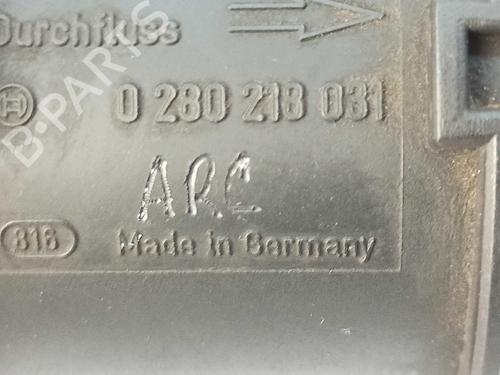 Durchfluss
0 280 218 031
ARC
816
Made in Germany
B-PARTS